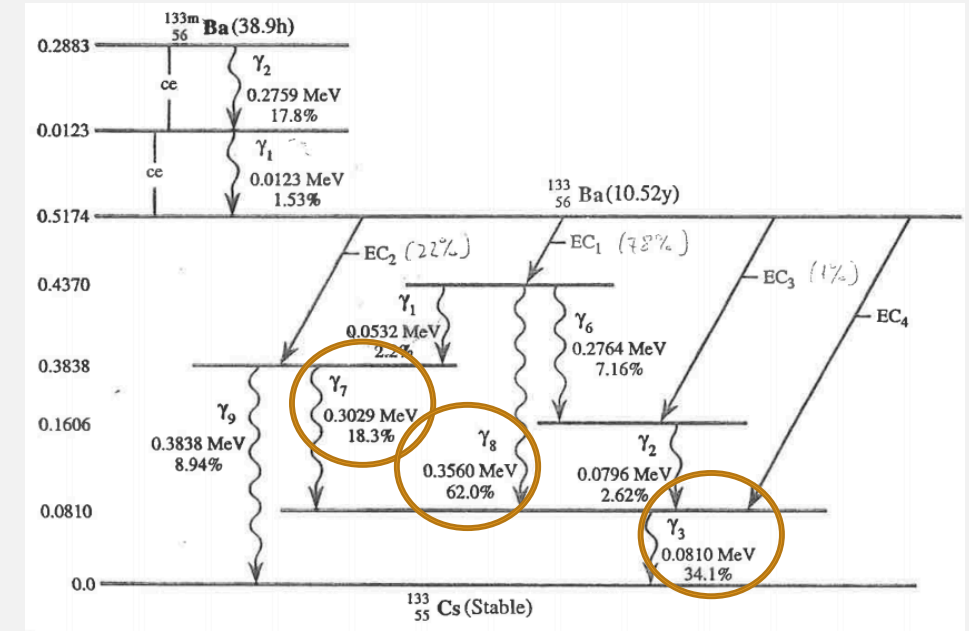 133m
56 Ba (38.9h)
0.2883
γ2
ce
0.2759 MeV
17.8%
0.0123
γ1
ce
0.0123 MeV
1.53%
133
56 Ba (10.52y)
0.5174
EC2 (22%)
EC1 (78%)
EC3 (1%)
0.4370
γ1
EC4
0.0532 MeV
2.2%
γ6
0.2764 MeV
7.16%
0.3838
γ7
0.3029 MeV
18.3%
γ9
0.3838 MeV
8.94%
0.1606
γ8
0.3560 MeV
62.0%
γ2
0.0796 MeV
2.62%
0.0810
γ3
0.0810 MeV
34.1%
0.0
133
55 Cs (Stable)